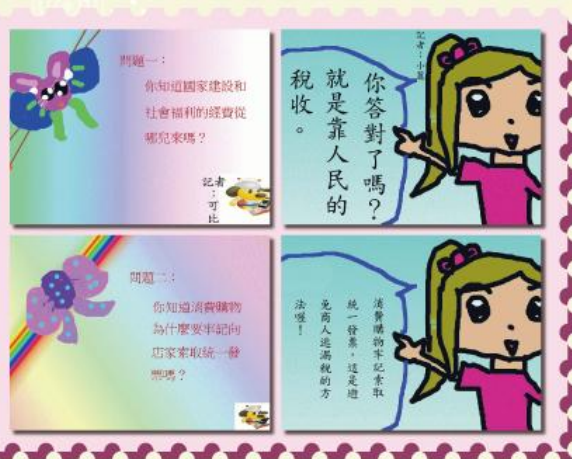 問題一：
你知道國家建設和
社會福利的經費從
哪兒來嗎？
記者：可比
記者：小茜
你答對了嗎？
就是靠人民的
稅收。
問題二：
你知道消費購物
為什麼要牢記向
店家索取統一發
票嗎？
消費購物牢記索取
統一發票，這是避
免商人逃漏稅的方
法喔！